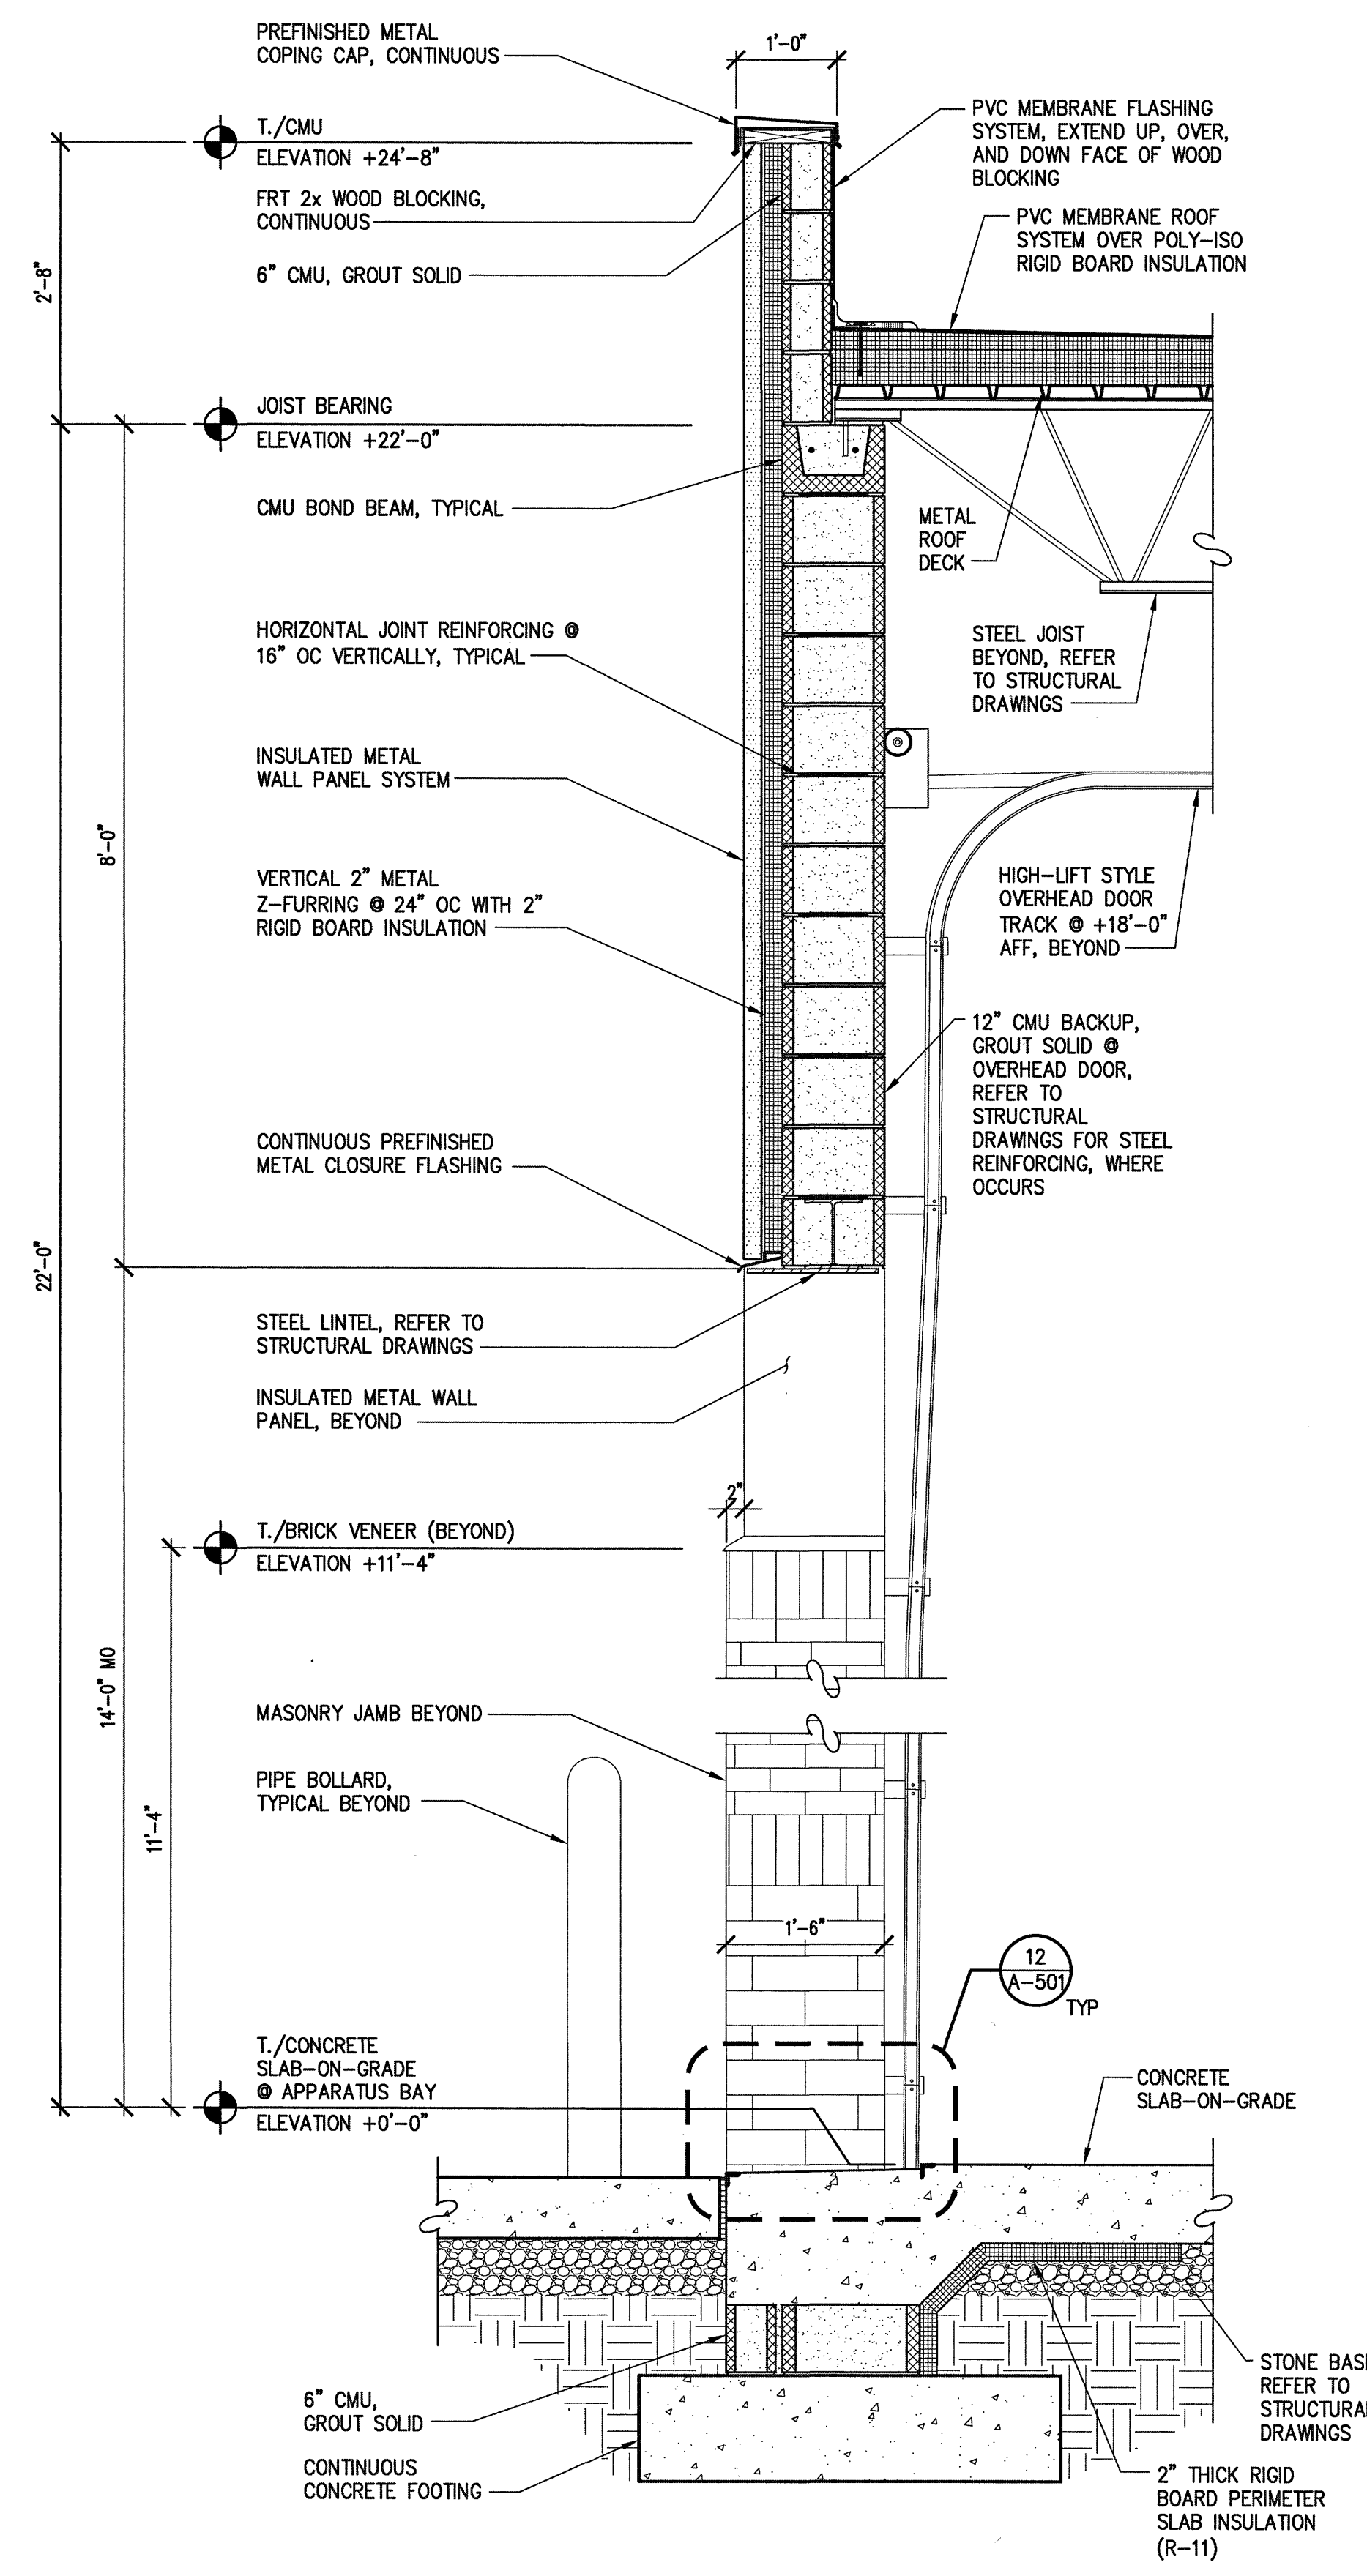 PREFINISHED METAL
COPING CAP, CONTINUOUS
1'-0"
T./CMU
ELEVATION +24'-8"
FRT 2x WOOD BLOCKING,
CONTINUOUS
6" CMU, GROUT SOLID
PVC MEMBRANE FLASHING
SYSTEM, EXTEND UP, OVER,
AND DOWN FACE OF WOOD
BLOCKING
PVC MEMBRANE ROOF
SYSTEM OVER POLY-ISO
RIGID BOARD INSULATION
2'-8"
JOIST BEARING
ELEVATION +22'-0"
CMU BOND BEAM, TYPICAL
METAL
ROOF
DECK
HORIZONTAL JOINT REINFORCING @
16" OC VERTICALLY, TYPICAL
STEEL JOIST
BEYOND, REFER
TO STRUCTURAL
DRAWINGS
INSULATED METAL
WALL PANEL SYSTEM
8'-0"
VERTICAL 2" METAL
Z-FURRING @ 24" OC WITH 2"
RIGID BOARD INSULATION
HIGH-LIFT STYLE
OVERHEAD DOOR
TRACK @ +18'-0"
AFF, BEYOND
12" CMU BACKUP,
GROUT SOLID @
OVERHEAD DOOR,
REFER TO
STRUCTURAL
DRAWINGS FOR STEEL
REINFORCING, WHERE
OCCURS
CONTINUOUS PREFINISHED
METAL CLOSURE FLASHING
22'-0"
STEEL LINTEL, REFER TO
STRUCTURAL DRAWINGS
INSULATED METAL WALL
PANEL, BEYOND
2"
T./BRICK VENEER (BEYOND)
ELEVATION +11'-4"
14'-0" MO
MASONRY JAMB BEYOND
PIPE BOLLARD,
TYPICAL BEYOND
11'-4"
1'-6"
12
A-501
TYP
T./CONCRETE
SLAB-ON-GRADE
@ APPARATUS BAY
ELEVATION +0'-0"
CONCRETE
SLAB-ON-GRADE
6" CMU,
GROUT SOLID
CONTINUOUS
CONCRETE FOOTING
STONE BAS
REFER TO
STRUCTURA
DRAWINGS
2" THICK RIGID
BOARD PERIMETER
SLAB INSULATION
(R-11)